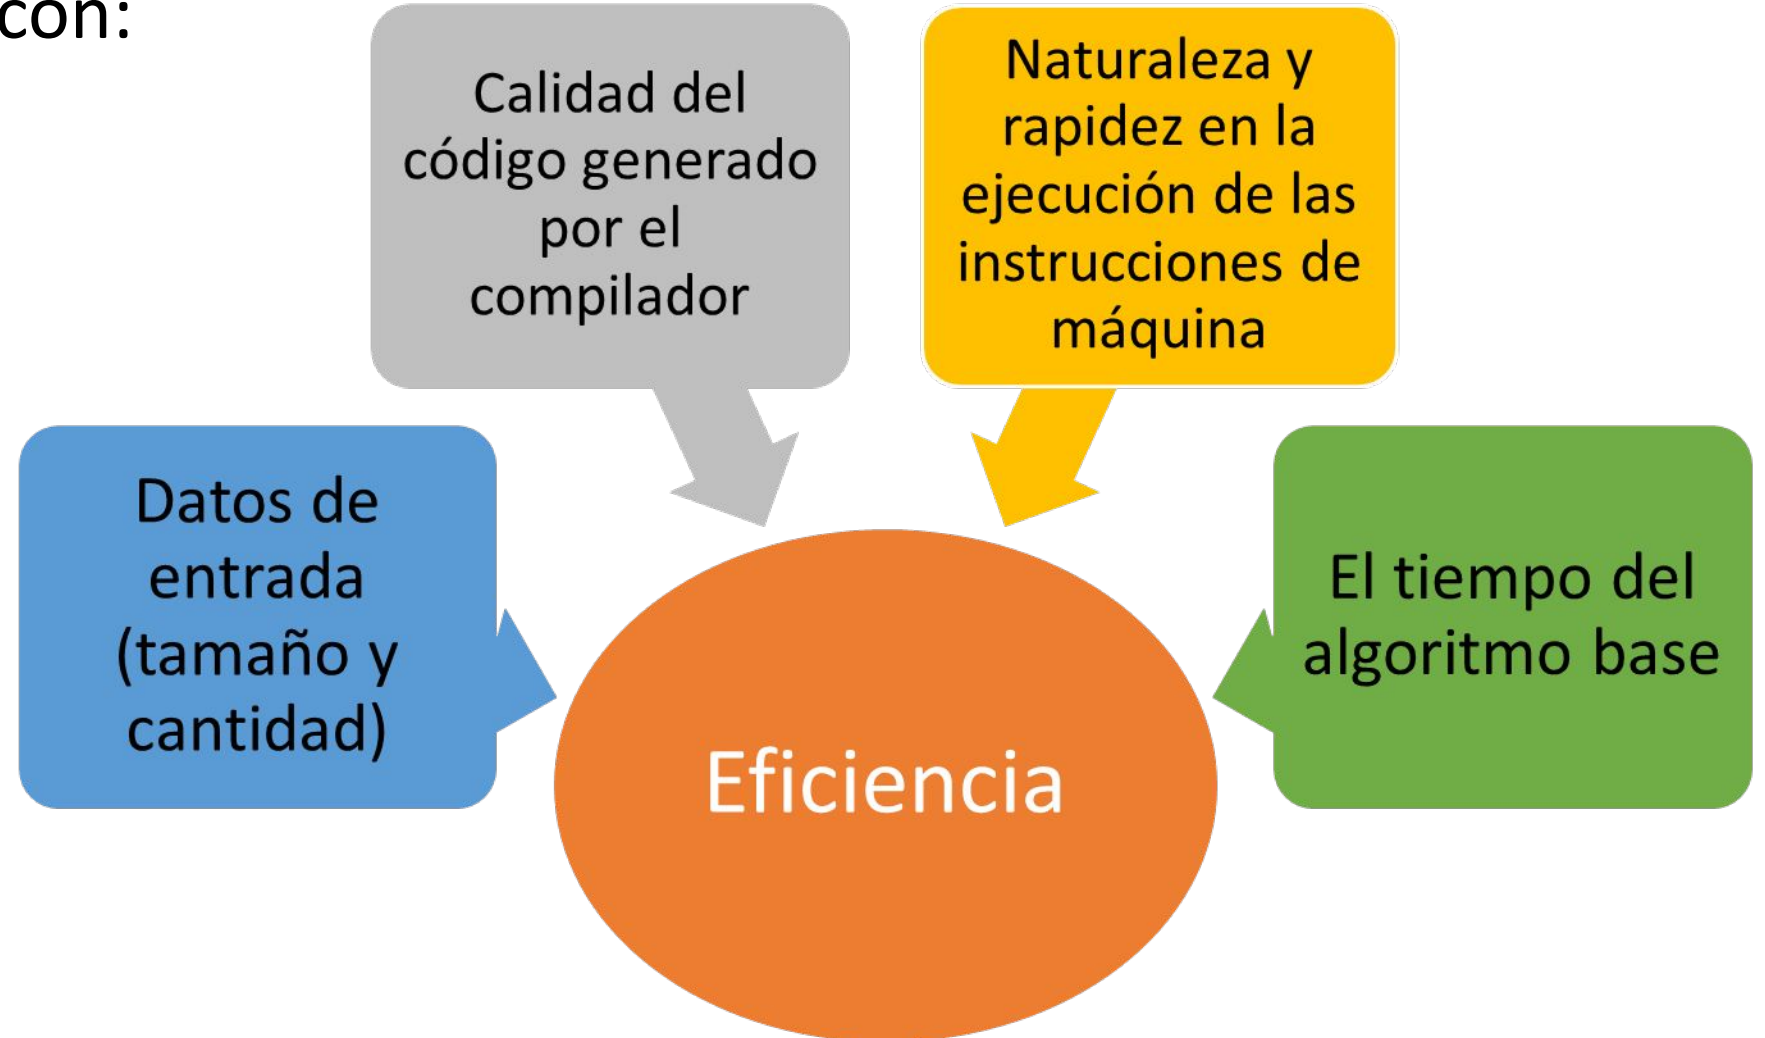 con:
Calidad del
código generado
por el
compilador
Naturaleza y
rapidez en la
ejecución de las
instrucciones de
máquina
Datos de
entrada
(tamaño y
cantidad)
El tiempo del
algoritmo base
Eficiencia